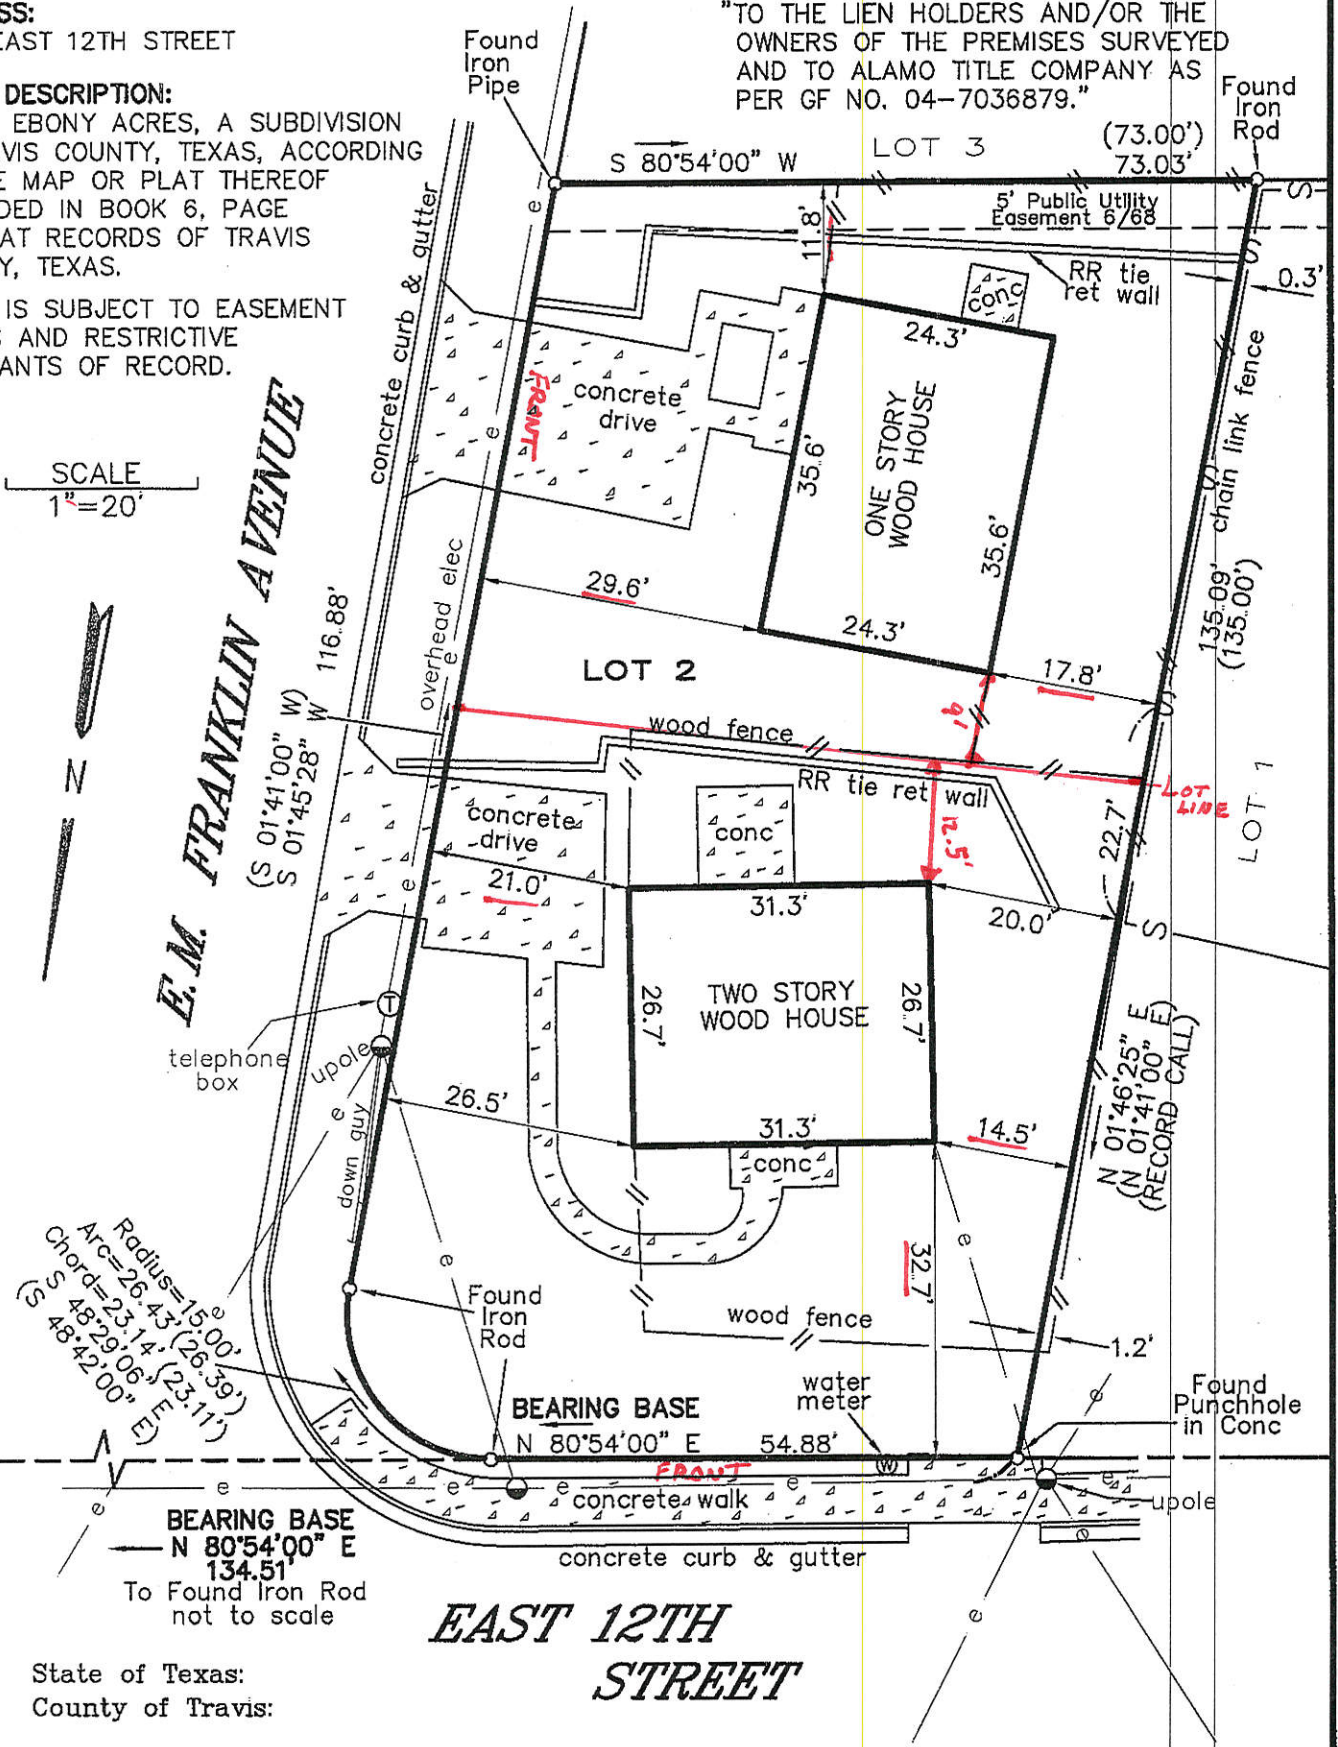 SS:
EAST 12TH STREET
DESCRIPTION:
EBONY ACRES, A SUBDIVISION
VIS COUNTY, TEXAS, ACCORDING
E MAP OR PLAT THEREOF
DED IN BOOK 6, PAGE
AT RECORDS OF TRAVIS
Y, TEXAS.
IS SUBJECT TO EASEMENT
S AND RESTRICTIVE
ANTS OF RECORD.
SCALE
1"=20'
"TO THE LIEN HOLDERS AND/OR THE
OWNERS OF THE PREMISES SURVEYED
AND TO ALAMO TITLE COMPANY AS
PER GF NO. 04-7036879."
Found
Iron
Pipe
Found
Iron
Rod
S 80°54'00" W
LOT 3
(73.00')
73.03'
5' Public Utility
Easement 6/68
11.8'
RR tie
ret wall
0.3'
conc
24.3'
concrete curb & gutter
concrete
drive
FRONT
ONE STORY
WOOD HOUSE
35.6'
35.6'
chain link fence
135.09'
(135.00')
overhead elec
29.6'
24.3'
17.8'
LOT 2
9'
wood fence
RR tie ret wall
LOT
LINE
LOT 1
E.M. FRANKLIN AVENUE
116.88'
(S 01°41'00" W)
S 01°45'28" W
N
concrete
drive
conc
12.5'
22.7'
21.0'
31.3'
20.0'
TWO STORY
WOOD HOUSE
26.7'
26.7'
T
telephone
box
upole
down guy
26.5'
31.3'
14.5'
conc
N 01°46'25" E
(N 01°41'00" E)
(RECORD CALL)
32.7'
Radius=15.00'
Arc=26.43' (26.39')
Chord=23.14' (23.11')
S 48°29'06" E
(S 48°42'00" E)
Found
Iron
Rod
wood fence
1.2'
water
meter
W
Found
Punchhole
in Conc
BEARING BASE
N 80°54'00" E 54.88'
FRONT
concrete walk
upole
BEARING BASE
N 80°54'00" E
134.51'
To Found Iron Rod
not to scale
concrete curb & gutter
EAST 12TH
STREET
State of Texas:
County of Travis: